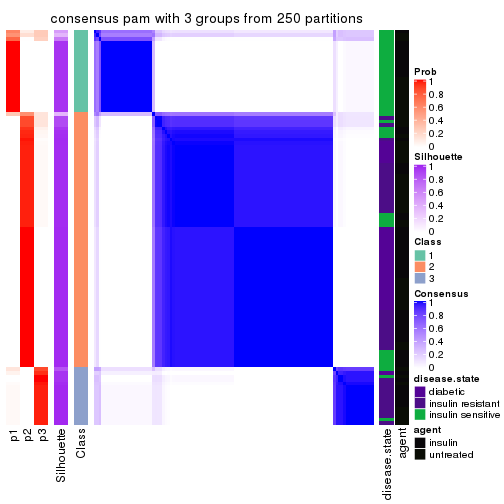 consensus pam with 3 groups from 250 partitions
Prob
1
0.8
0.6
0.4
0.2
0
Silhouette
1
0.8
0.6
0.4
0.2
0
Class
1
2
3
Consensus
1
0.8
0.6
0.4
0.2
0
disease.state
diabetic
insulin resistant
insulin sensitive
agent
insulin
untreated
p1
p2
p3
Silhouette
Class
disease.state
agent